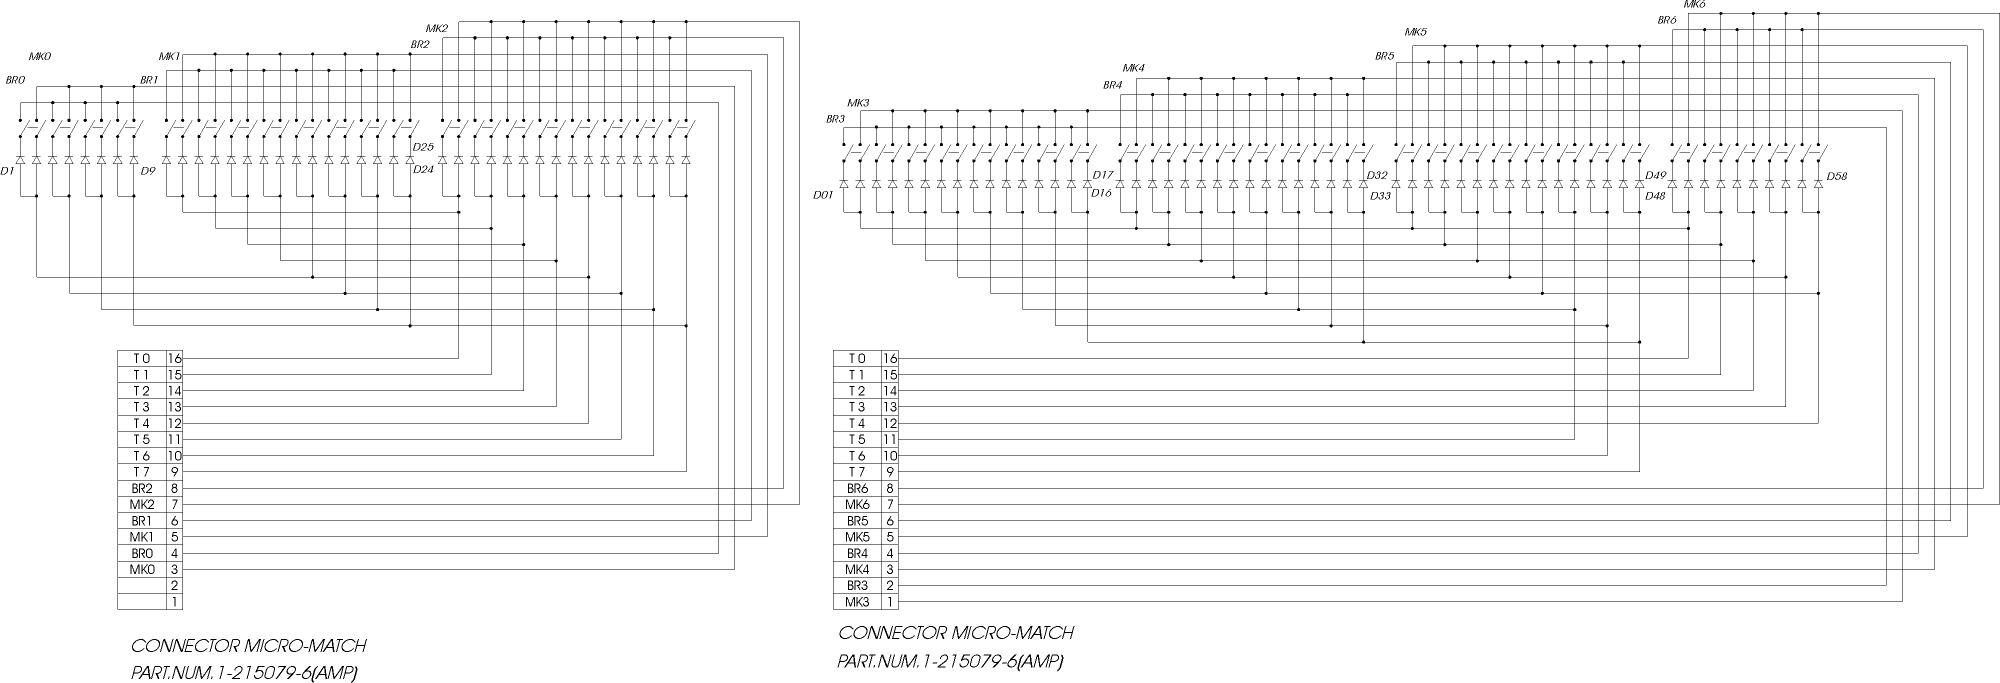 MK0
BR0
MK1
BR1
MK2
BR2
D1
D9
D25
D24
T 0 16
T 1 15
T 2 14
T 3 13
T 4 12
T 5 11
T 6 10
T 7 9
BR2 8
MK2 7
BR1 6
MK1 5
BR0 4
MK0 3
2
1
CONNECTOR MICRO-MATCH
PART.NUM.1-215079-6(AMP)
MK3
BR3
MK4
BR4
MK5
BR5
MK6
BR6
D01
D17
D16
D32
D33
D49
D48
D58
T 0 16
T 1 15
T 2 14
T 3 13
T 4 12
T 5 11
T 6 10
T 7 9
BR6 8
MK6 7
BR5 6
MK5 5
BR4 4
MK4 3
BR3 2
MK3 1
CONNECTOR MICRO-MATCH
PART.NUM.1-215079-6(AMP)